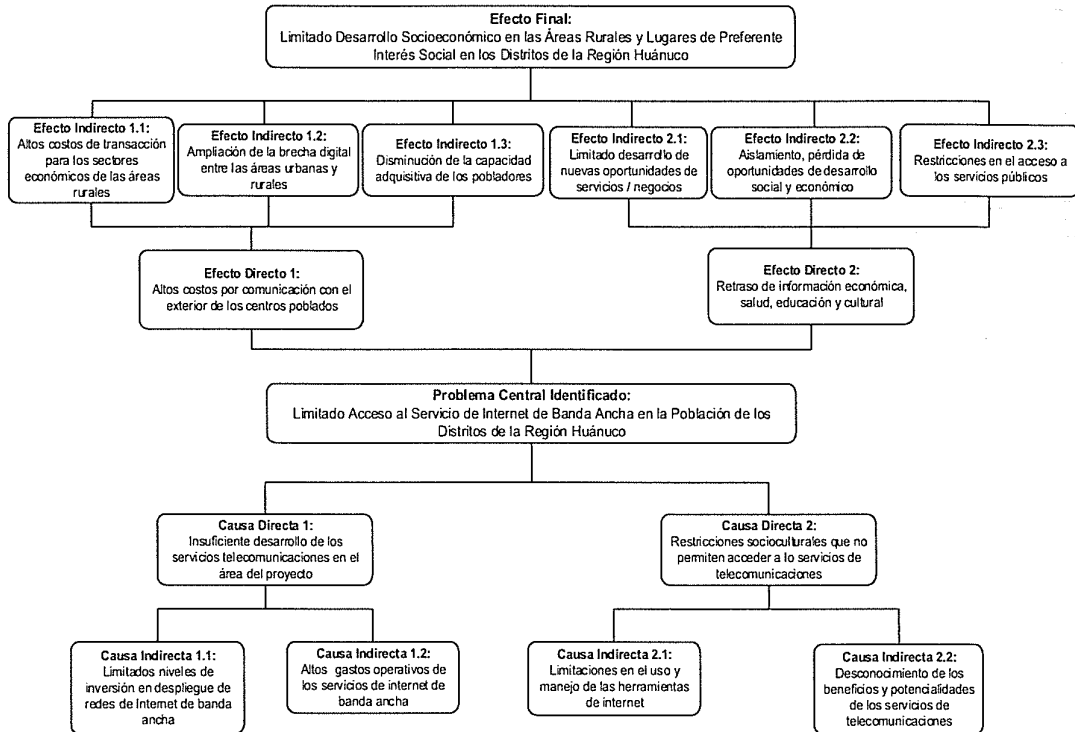 Efecto Final:
Limitado Desarrollo Socioeconómico en las Áreas Rurales y Lugares de Preferente
Interés Social en los Distritos de la Región Huánuco
Efecto Indirecto 1.1:
Altos costos de transacción
para los sectores
económicos de las áreas
rurales
Efecto Indirecto 1.2:
Ampliación de la brecha digital
entre las áreas urbanas y
rurales
Efecto Indirecto 1.3:
Disminución de la capacidad
adquisitiva de los pobladores
Efecto Indirecto 2.1:
Limitado desarrollo de
nuevas oportunidades de
servicios / negocios
Efecto Indirecto 2.2:
Aislamiento, pérdida de
oportunidades de desarrollo
social y económico
Efecto Indirecto 2.3:
Restricciones en el acceso a
los servicios públicos
Efecto Directo 1:
Altos costos por comunicación con el
exterior de los centros poblados
Efecto Directo 2:
Retraso de información económica,
salud, educación y cultural
Problema Central Identificado:
Limitado Acceso al Servicio de Internet de Banda Ancha en la Población de los
Distritos de la Región Huánuco
Causa Directa 1:
Insuficiente desarrollo de los
servicios telecomunicaciones en el
área del proyecto
Causa Directa 2:
Restricciones socioculturales que no
permiten acceder a lo servicios de
telecomunicaciones
Causa Indirecta 1.1:
Limitados niveles de
inversión en despliegue de
redes de Internet de banda
ancha
Causa Indirecta 1.2:
Altos gastos operativos de
los servicios de internet de
banda ancha
Causa Indirecta 2.1:
Limitaciones en el uso y
manejo de las herramientas
de internet
Causa Indirecta 2.2:
Desconocimiento de los
beneficios y potencialidades
de los servicios de
telecomunicaciones